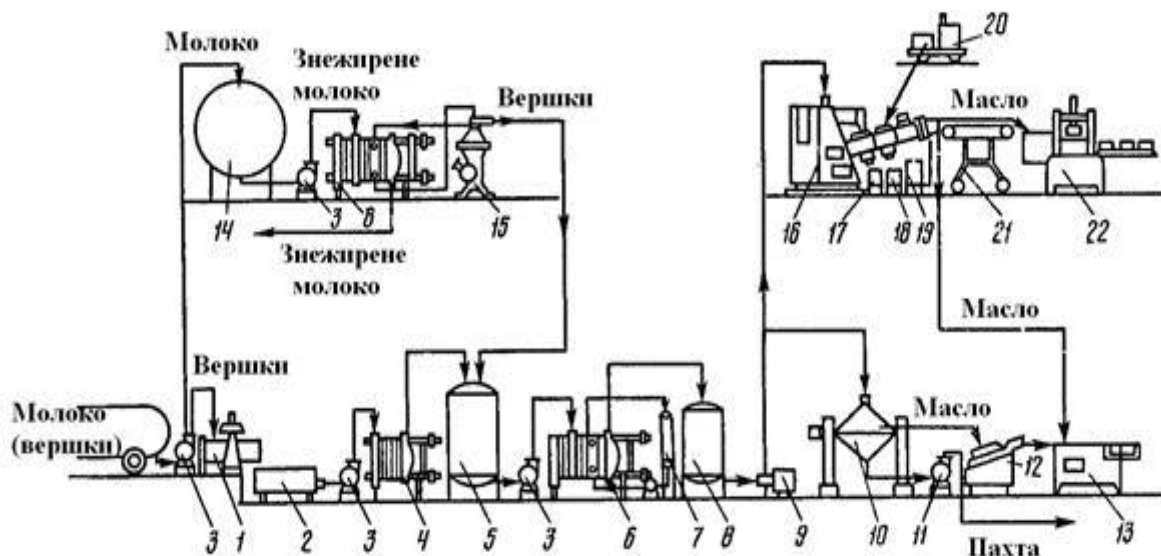 Молоко
Знежирене
молоко
Вершки
20
Масло
14
3
6
15
16
17
18
19
21
22
Знежирене
молоко
Масло
Вершки
Молоко
(вершки)
Масло
3
1
2
3
4
5
3
6
7
8
9
10
11
12
13
Пахта